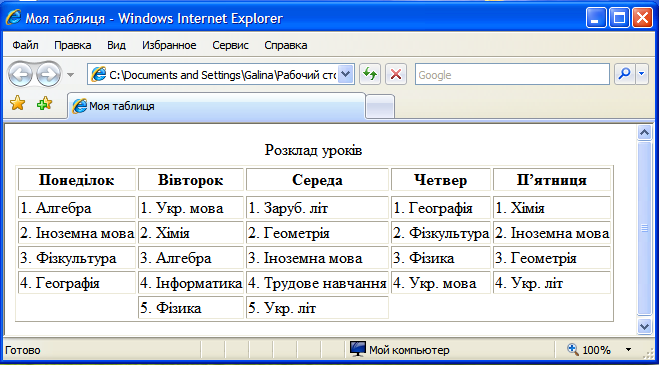 Моя таблиця - Windows Internet Explorer
Файл Правка Вид Избранное Сервис Справка
C:\Documents and Settings\Galina\Рабочий сто
Google
Моя таблиця
Розклад уроків
Понеділок Вівторок Середа Четвер П’ятниця
1. Алгебра 1. Укр. мова 1. Заруб. літ 1. Географія 1. Хімія
2. Іноземна мова 2. Хімія 2. Геометрія 2. Фізкультура 2. Іноземна мова
3. Фізкультура 3. Алгебра 3. Іноземна мова 3. Фізика 3. Геометрія
4. Географія 4. Інформатика 4. Трудове навчання 4. Укр. мова 4. Укр. літ
5. Фізика 5. Укр. літ
Готово Мой компьютер 100%